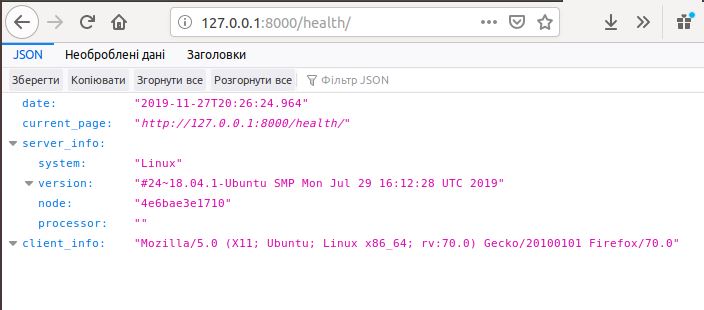 127.0.0.1:8000/health/
JSON Необроблені дані Заголовки
Зберегти Копіювати Згорнути все Розгорнути все Фільтр JSON
date: "2019-11-27T20:26:24.964"
current_page: "http://127.0.0.1:8000/health/"
server_info:
system: "Linux"
version: "#24~18.04.1-Ubuntu SMP Mon Jul 29 16:12:28 UTC 2019"
node: "4e6bae3e1710"
processor: ""
client_info: "Mozilla/5.0 (X11; Ubuntu; Linux x86_64; rv:70.0) Gecko/20100101 Firefox/70.0"